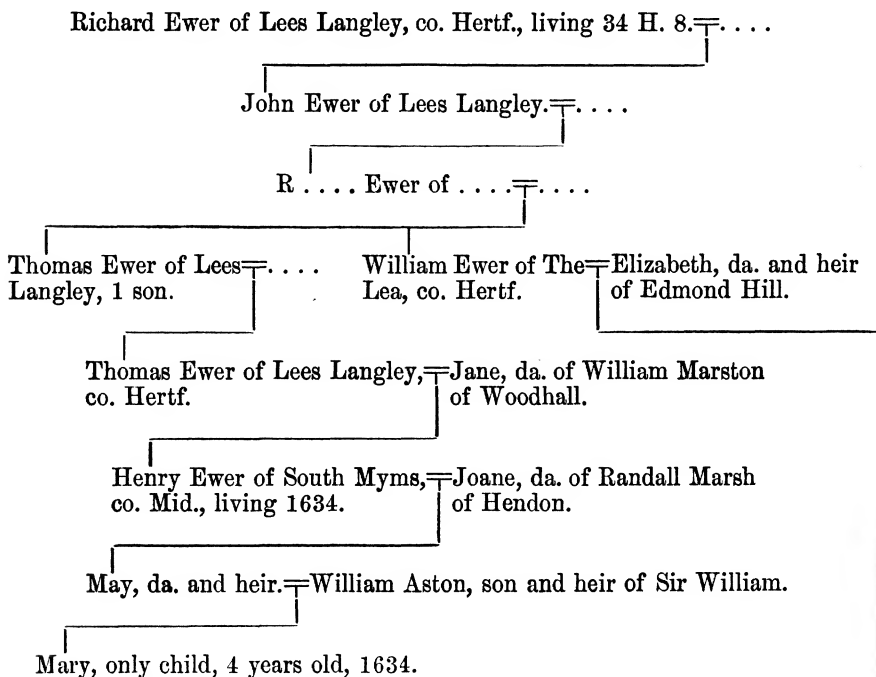 Richard Ewer of Lees Langley, co. Hertf., living 34 H. 8.=. . . .
John Ewer of Lees Langley.=. . . .
R . . . . Ewer of . . . .=. . . .
Thomas Ewer of Lees=. . . . William Ewer of The=Elizabeth, da. and heir
Langley, 1 son. Lea, co. Hertf. of Edmond Hill.
Thomas Ewer of Lees Langley,=Jane, da. of William Marston
co. Hertf. of Woodhall.
Henry Ewer of South Myms,=Joane, da. of Randall Marsh
co. Mid., living 1634. of Hendon.
May, da. and heir.=William Aston, son and heir of Sir William.
Mary, only child, 4 years old, 1634.